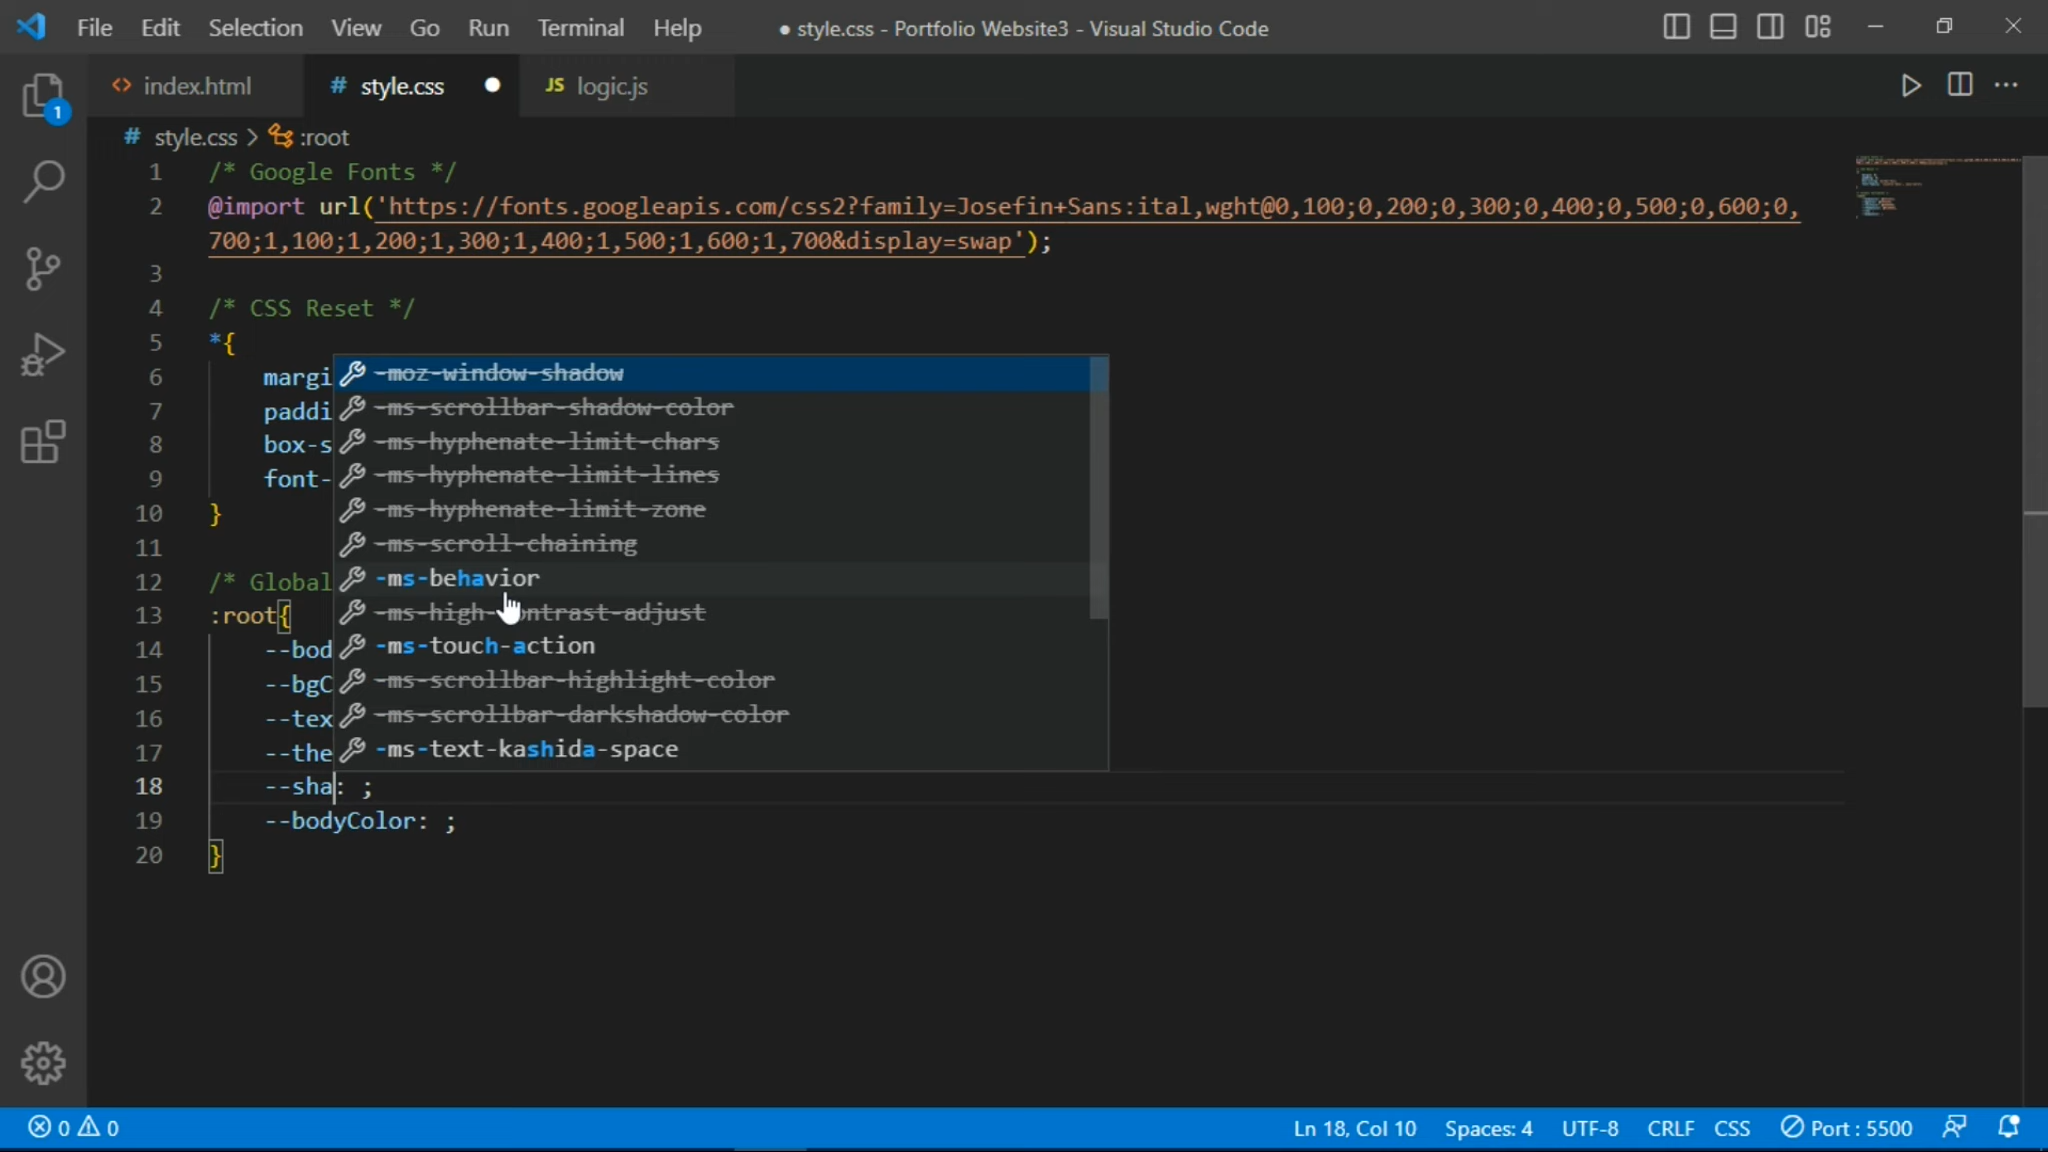 File Edit Selection View Go Run Terminal Help ● style.css - Portfolio Website3 - Visual Studio Code
1
<> index.html # style.css ● JS logic.js ···
# style.css > :root
1 /* Google Fonts */
2 @import url('https://fonts.googleapis.com/css2?family=Josefin+Sans:ital,wght@0,100;0,200;0,300;0,400;0,500;0,600;0,
700;1,100;1,200;1,300;1,400;1,500;1,600;1,700&display=swap');
3
4 /* CSS Reset */
5 *{
6 margi -moz-window-shadow
7 paddi -ms-scrollbar-shadow-color
8 box-s -ms-hyphenate-limit-chars
9 font- -ms-hyphenate-limit-lines
10 } -ms-hyphenate-limit-zone
11 -ms-scroll-chaining
12 /* Global -ms-behavior
13 :root{ -ms-high-contrast-adjust
14 --bod -ms-touch-action
15 --bgC -ms-scrollbar-highlight-color
16 --tex -ms-scrollbar-darkshadow-color
17 --the -ms-text-kashida-space
18 --sha: ;
19 --bodyColor: ;
20 }
0 0 Ln 18, Col 10 Spaces: 4 UTF-8 CRLF CSS Port : 5500